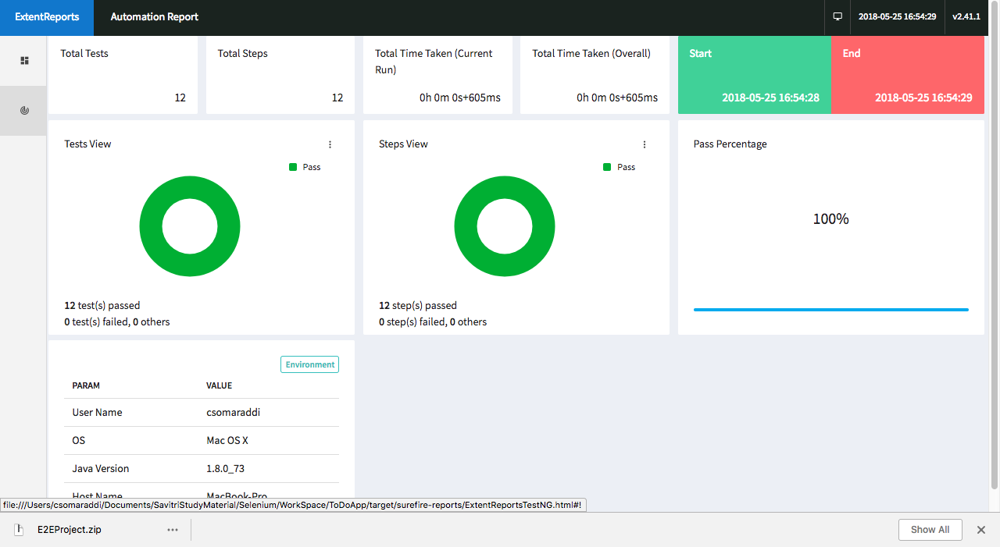 ExtentReports
Automation Report
2018-05-25 16:54:29
v2.41.1
Total Tests
12
Total Steps
12
Total Time Taken (Current
Run)
0h 0m 0s+605ms
Total Time Taken (Overall)
0h 0m 0s+605ms
Start
2018-05-25 16:54:28
End
2018-05-25 16:54:29
Tests View
Pass
12 test(s) passed
0 test(s) failed, 0 others
Steps View
Pass
12 step(s) passed
0 step(s) failed, 0 others
Pass Percentage
100%
Environment
PARAM VALUE
User Name csomaraddi
OS Mac OS X
Java Version 1.8.0_73
Host Name MacBook-Pro
file:///Users/csomaraddi/Documents/SavitriStudyMaterial/Selenium/WorkSpace/ToDoApp/target/surefire-reports/ExtentReportsTestNG.html#!
E2EProject.zip
Show All